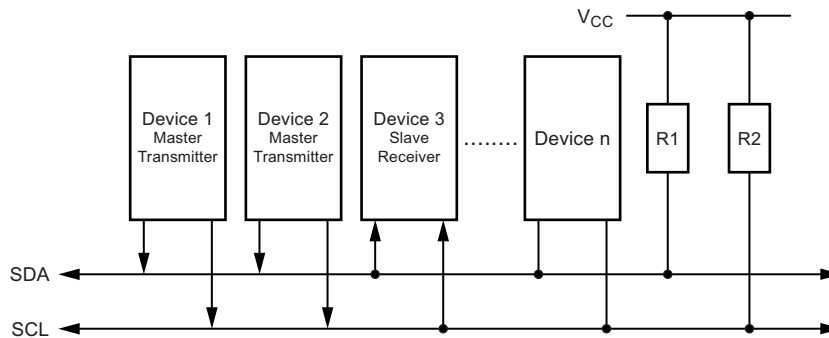 VCC
Device 1
Master
Transmitter
Device 2
Master
Transmitter
Device 3
Slave
Receiver
........
Device n
R1
R2
SDA
SCL